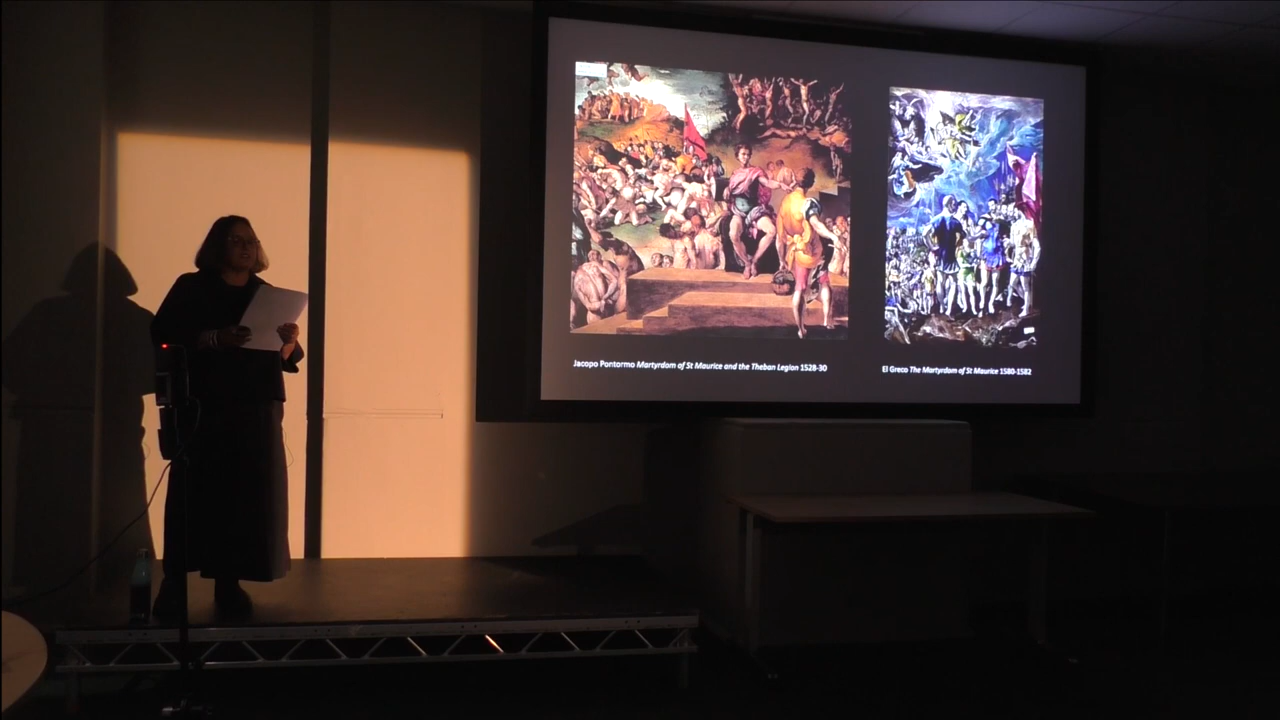 Jacopo Pontormo Martyrdom of St Maurice and the Theban Legion 1528-30
El Greco The Martyrdom of St Maurice 1580-1582